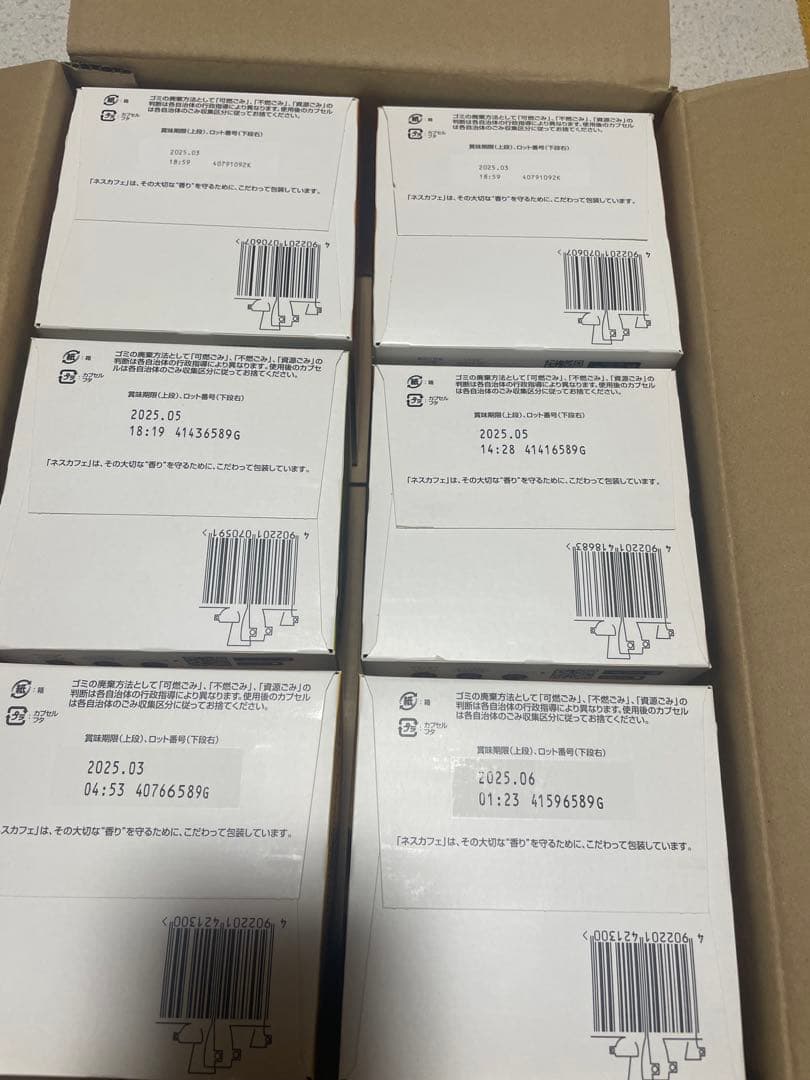 紙 :箱
プラ :カプセル フタ
ゴミの廃棄方法として「可燃ごみ」、「不燃ごみ」、「資源ごみ」の
判断は各自治体の行政指導により異なります。使用後のカプセル
は各自治体のごみ収集区分に従ってお捨てください。
賞味期限(上段)、ロット番号(下段右)
2025.03
18:59 40791092K
「ネスカフェ」は、その大切な“香り”を守るために、こだわって包装しています。
4 902201 070607 >
紙 :箱
プラ :カプセル フタ
ゴミの廃棄方法として「可燃ごみ」、「不燃ごみ」、「資源ごみ」の
判断は各自治体の行政指導により異なります。使用後のカプセル
は各自治体のごみ収集区分に従ってお捨てください。
賞味期限(上段)、ロット番号(下段右)
2025.03
18:59 40791092K
「ネスカフェ」は、その大切な“香り”を守るために、こだわって包装しています。
4 902201 070607 >
紙 :箱
プラ :カプセル フタ
ゴミの廃棄方法として「可燃ごみ」、「不燃ごみ」、「資源ごみ」の
判断は各自治体の行政指導により異なります。使用後のカプセ
ルは各自治体のごみ収集区分に従ってお捨てください。
賞味期限(上段)、ロット番号(下段右)
2025.05
18:19 41436589G
「ネスカフェ」は、その大切な“香り”を守るために、こだわって包装しています。
4 902201 070591 >
紙 :箱
プラ :カプセル フタ
ゴミの廃棄方法として「可燃ごみ」、「不燃ごみ」、「資源ごみ」の
判断は各自治体の行政指導により異なります。使用後のカプセル
は各自治体のごみ収集区分に従ってお捨てください。
賞味期限(上段)、ロット番号(下段右)
2025.05
14:28 41416589G
「ネスカフェ」は、その大切な“香り”を守るために、こだわって包装しています。
4 902201 418683 >
紙 :箱
プラ :カプセル フタ
ゴミの廃棄方法として「可燃ごみ」、「不燃ごみ」、「資源ごみ」の
判断は各自治体の行政指導により異なります。使用後のカプセル
は各自治体のごみ収集区分に従ってお捨てください。
賞味期限(上段)、ロット番号(下段右)
2025.03
04:53 40766589G
スカフェ」は、その大切な“香り”を守るために、こだわって包装しています。
4 902201 421300 >
紙 :箱
プラ :カプセル フタ
ゴミの廃棄方法として「可燃ごみ」、「不燃ごみ」、「資源ごみ」の
判断は各自治体の行政指導により異なります。使用後のカプセル
は各自治体のごみ収集区分に従ってお捨てください。
賞味期限(上段)、ロット番号(下段右)
2025.06
01:23 41596589G
「ネスカフェ」は、その大切な“香り”を守るために、こだわって包装しています。
4 902201 421300 >